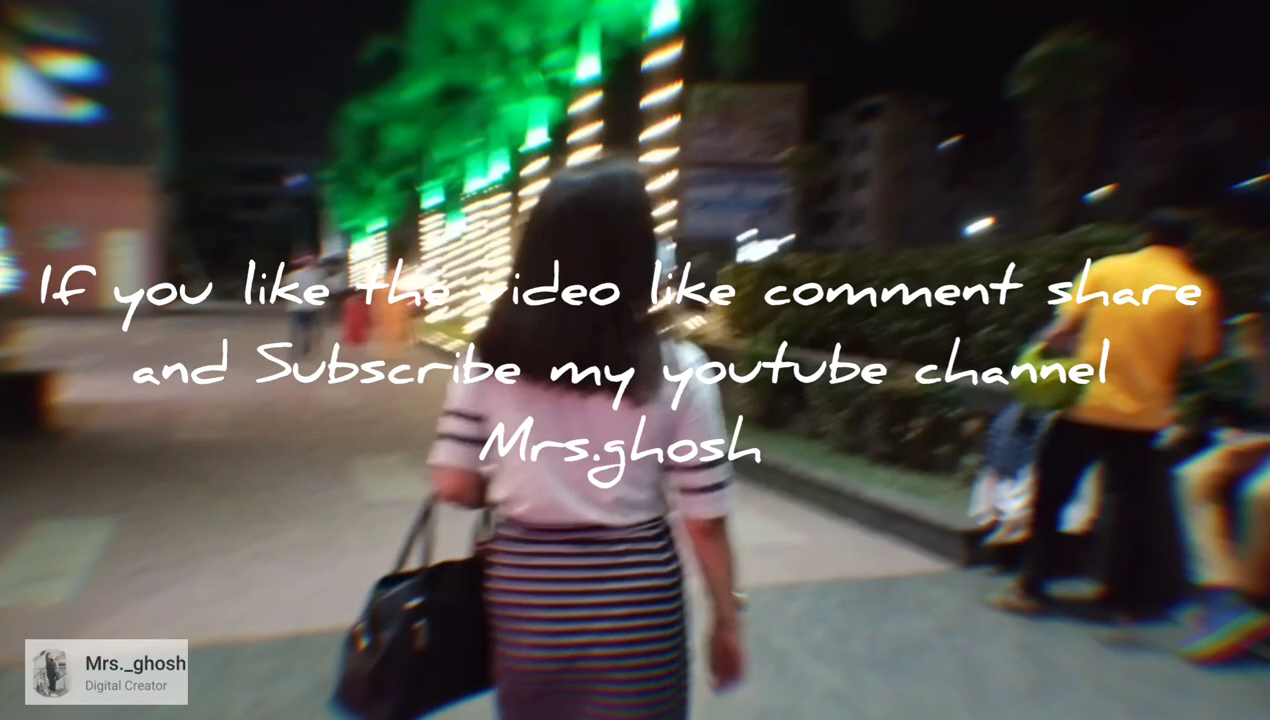 If you like the video like comment share
and Subscribe my youtube channel
Mrs.ghosh
Mrs._ghosh
Digital Creator